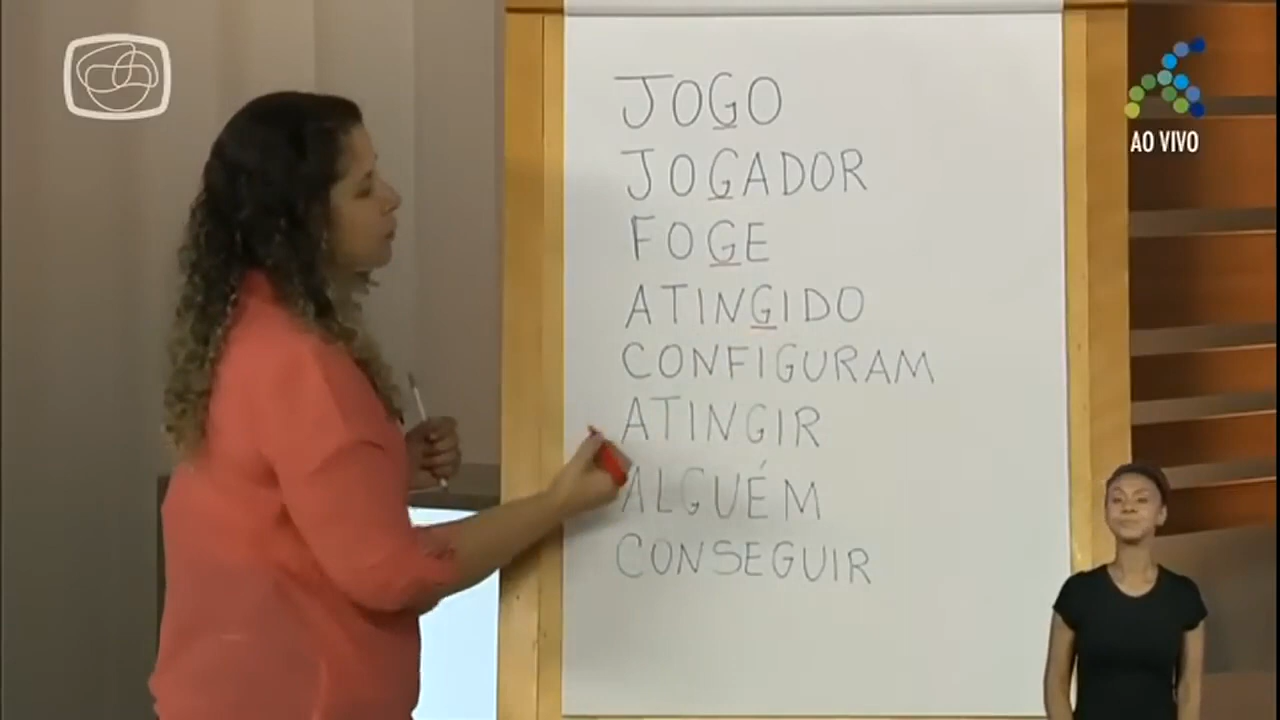 JOGO
JOGADOR
FOGE
ATINGIDO
CONFIGURAM
ATINGIR
ALGUÉM
CONSEGUIR
AO VIVO